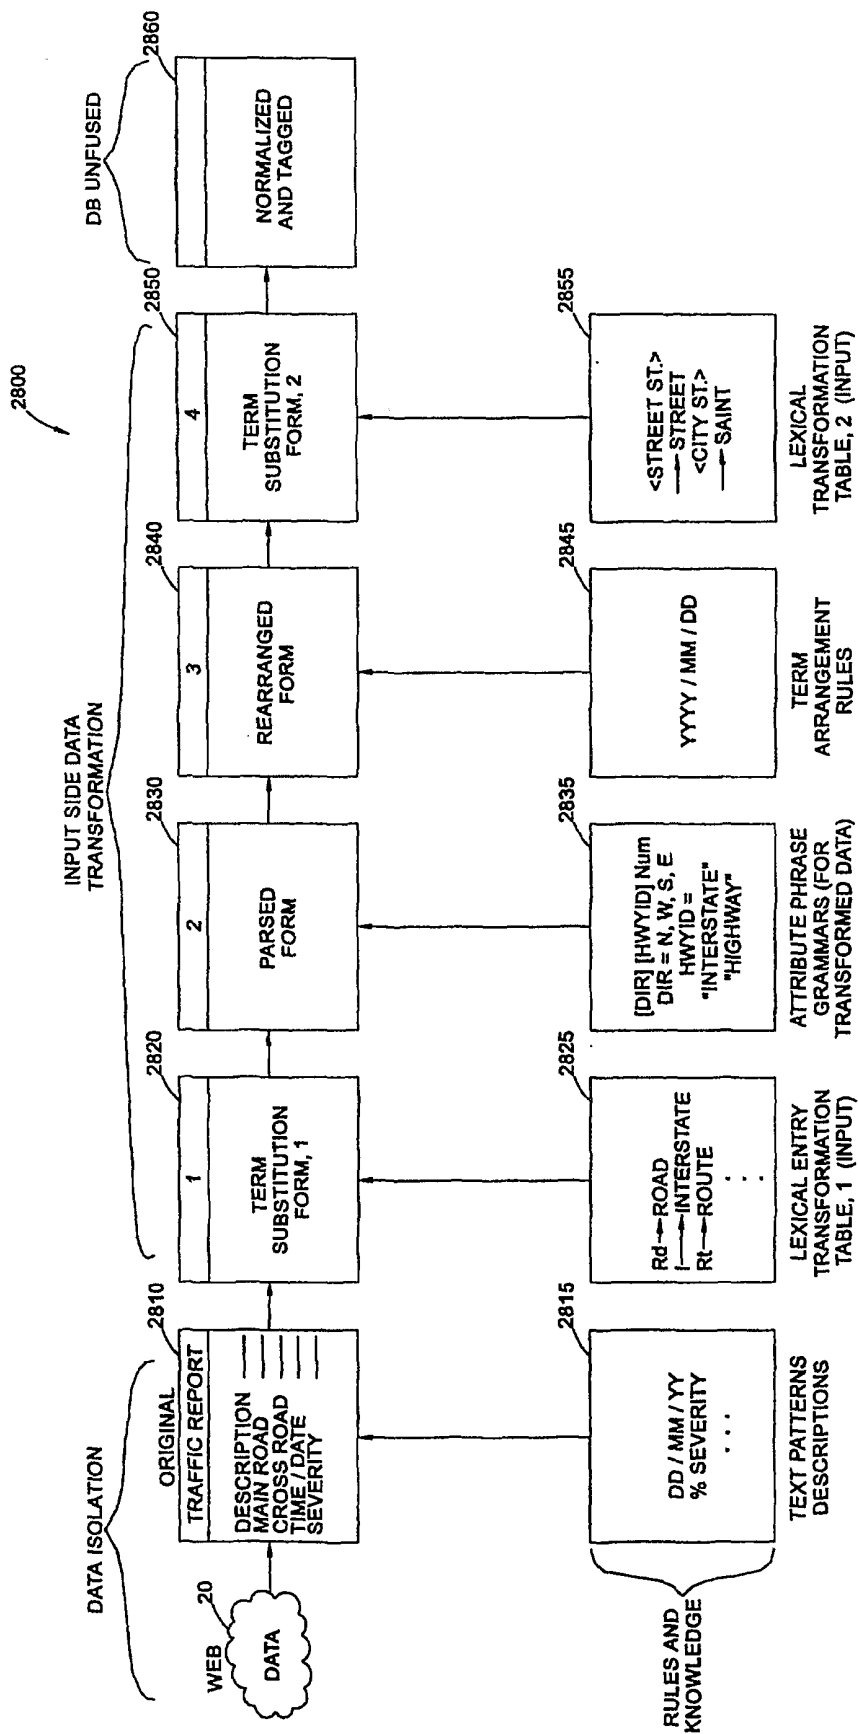 2800
DATA ISOLATION
INPUT SIDE DATA
TRANSFORMATION
DB UNFUSED
WEB
20
DATA
ORIGINAL
2810
TRAFFIC REPORT
DESCRIPTION
MAIN ROAD
CROSS ROAD
TIME / DATE
SEVERITY
2820
1
TERM
SUBSTITUTION
FORM, 1
2830
2
PARSED
FORM
2840
3
REARRANGED
FORM
2850
4
TERM
SUBSTITUTION
FORM, 2
2860
NORMALIZED
AND TAGGED
RULES AND
KNOWLEDGE
2815
DD / MM / YY
% SEVERITY
. . .
TEXT PATTERNS
DESCRIPTIONS
2825
Rd→ROAD
I→INTERSTATE
Rt→ROUTE
. . .
LEXICAL ENTRY
TRANSFORMATION
TABLE, 1 (INPUT)
2835
[DIR] [HWYID] Num
DIR = N, W, S, E
HWYID =
"INTERSTATE"
"HIGHWAY"
ATTRIBUTE PHRASE
GRAMMARS (FOR
TRANSFORMED DATA)
2845
YYYY / MM / DD
TERM
ARRANGEMENT
RULES
2855
<STREET ST.>
→ STREET
<CITY ST.>
→ SAINT
LEXICAL
TRANSFORMATION
TABLE, 2 (INPUT)